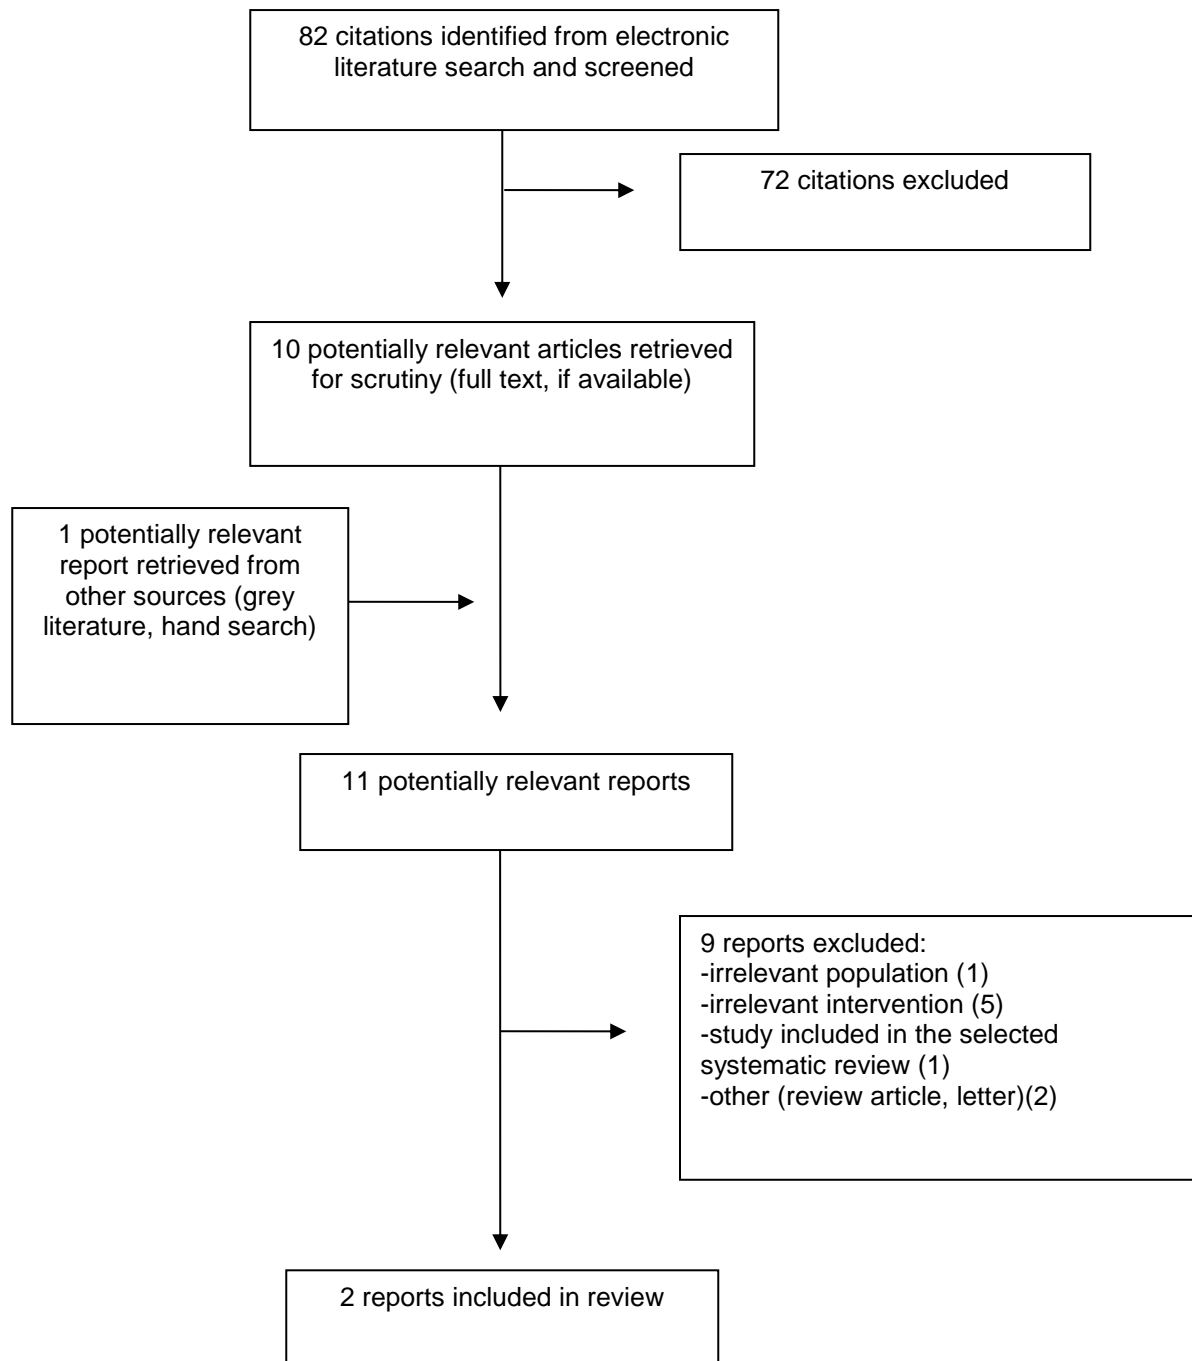 82 citations identified from electronic
literature search and screened
72 citations excluded
10 potentially relevant articles retrieved
for scrutiny (full text, if available)
1 potentially relevant
report retrieved from
other sources (grey
literature, hand search)
11 potentially relevant reports
9 reports excluded:
-irrelevant population (1)
-irrelevant intervention (5)
-study included in the selected
systematic review (1)
-other (review article, letter)(2)
2 reports included in review